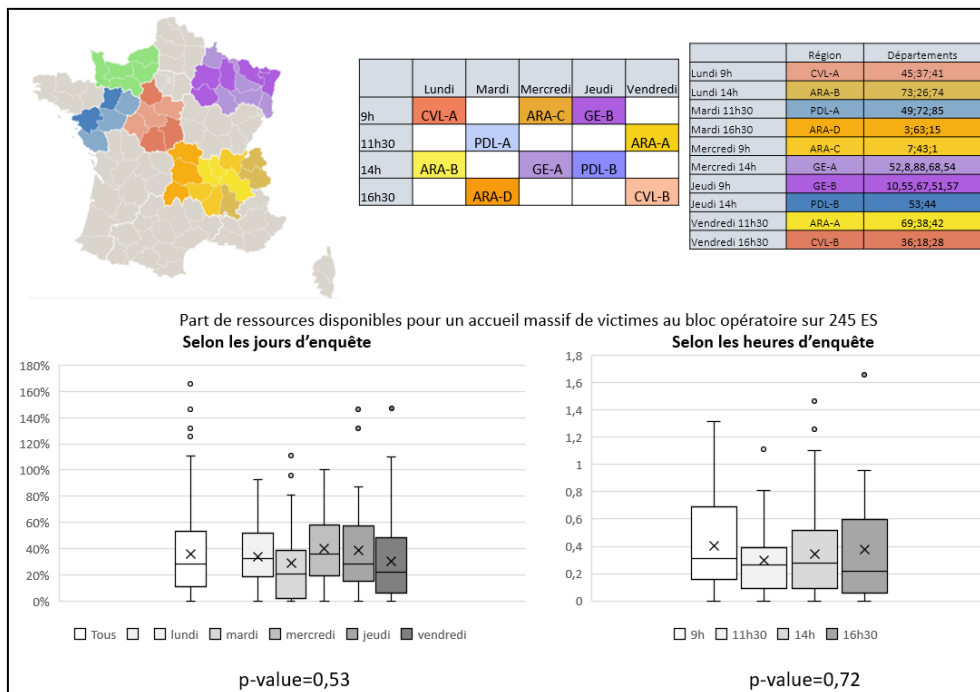 Lundi Mardi Mercredi Jeudi Vendredi
9h CVL-A ARA-C GE-B
11h30 PDL-A ARA-A
14h ARA-B GE-A PDL-B
16h30 ARA-D CVL-B
Région Départements
Lundi 9h CVL-A 45;37;41
Lundi 14h ARA-B 73;26;74
Mardi 11h30 PDL-A 49;72;85
Mardi 16h30 ARA-D 3;63;15
Mercredi 9h ARA-C 7;43;1
Mercredi 14h GE-A 52,8,88,68,54
Jeudi 9h GE-B 10,55,67,51,57
Jeudi 14h PDL-B 53;44
Vendredi 11h30 ARA-A 69;38;42
Vendredi 16h30 CVL-B 36;18;28
Part de ressources disponibles pour un accueil massif de victimes au bloc opératoire sur 245 ES
Selon les jours d'enquête
180%
160%
140%
120%
100%
80%
60%
40%
20%
0%
Tous lundi mardi mercredi jeudi vendredi
p-value=0,53
Selon les heures d'enquête
1,8
1,6
1,4
1,2
1
0,8
0,6
0,4
0,2
0
9h 11h30 14h 16h30
p-value=0,72